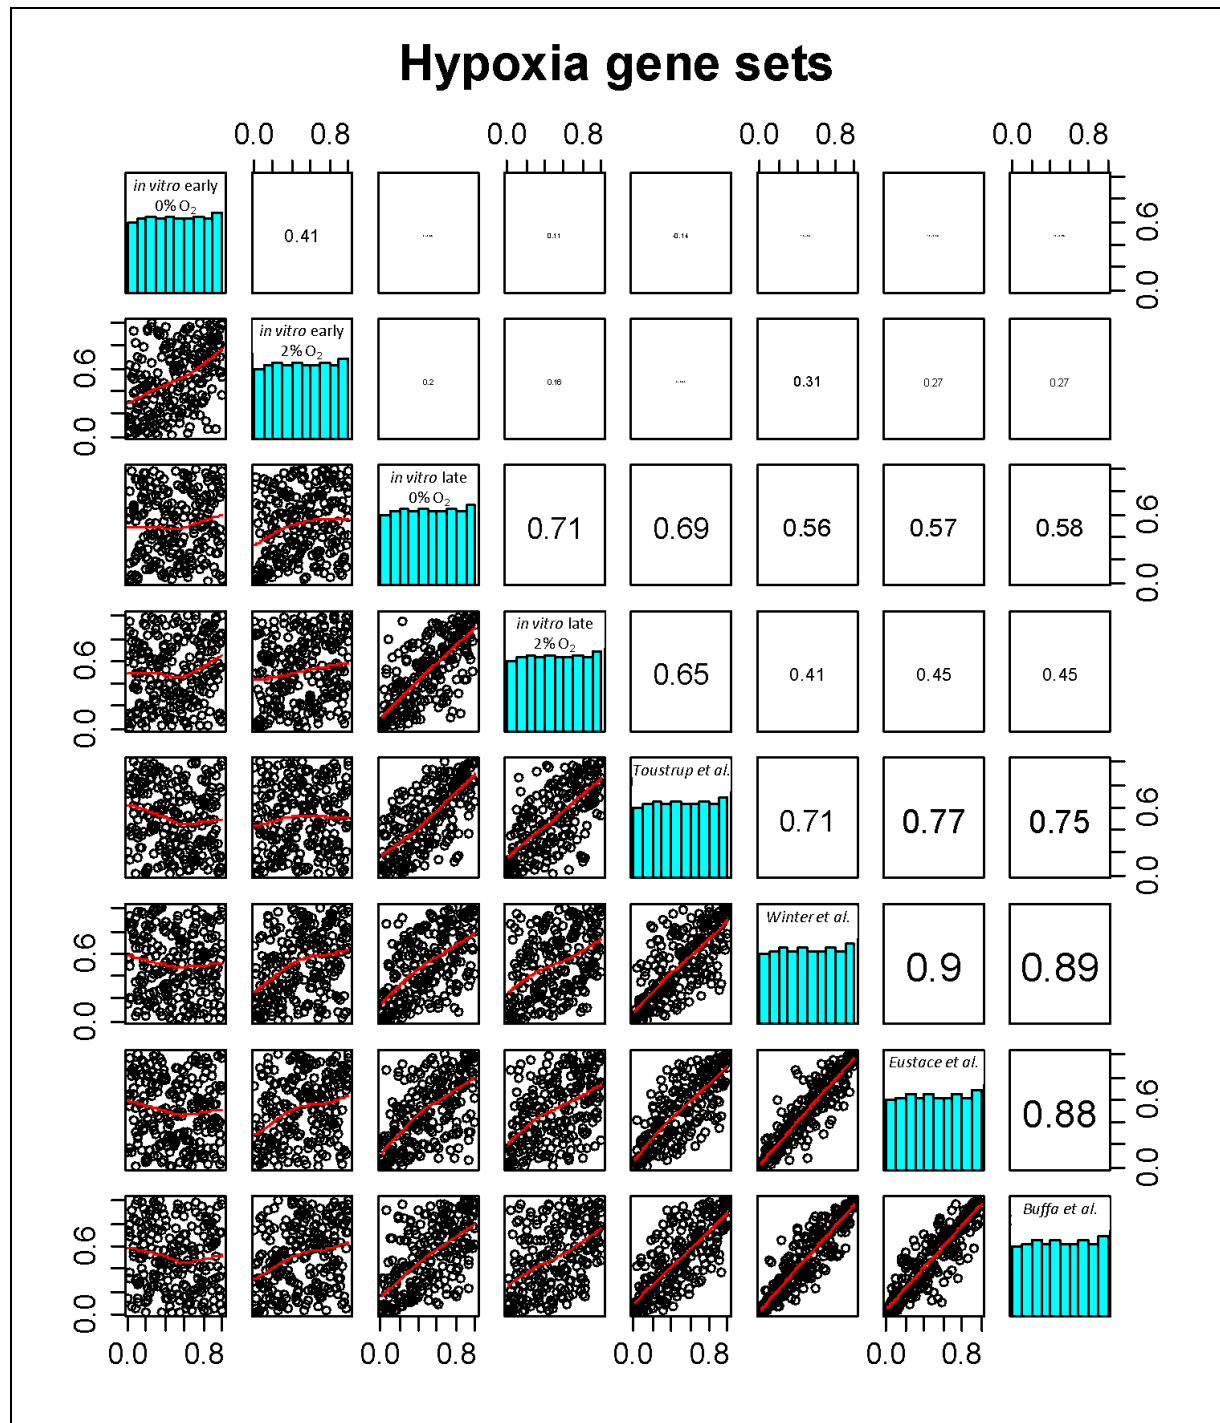 Hypoxia gene sets
0.0 0.8 0.0 0.8 0.0 0.8 0.0 0.8
in vitro early
0% O₂
0.41
0.11
-0.14
0.0 0.6
0.0 0.6
in vitro early
2% O₂
0.2
0.16
0.31
0.27
0.27
in vitro late
0% O₂
0.71
0.69
0.56
0.57
0.58
0.0 0.6
0.0 0.6
in vitro late
2% O₂
0.65
0.41
0.45
0.45
Toustrup et al.
0.71
0.77
0.75
0.0 0.6
0.0 0.6
Winter et al.
0.9
0.89
Eustace et al.
0.88
0.0 0.6
0.0 0.6
Buffa et al.
0.0 0.8 0.0 0.8 0.0 0.8 0.0 0.8